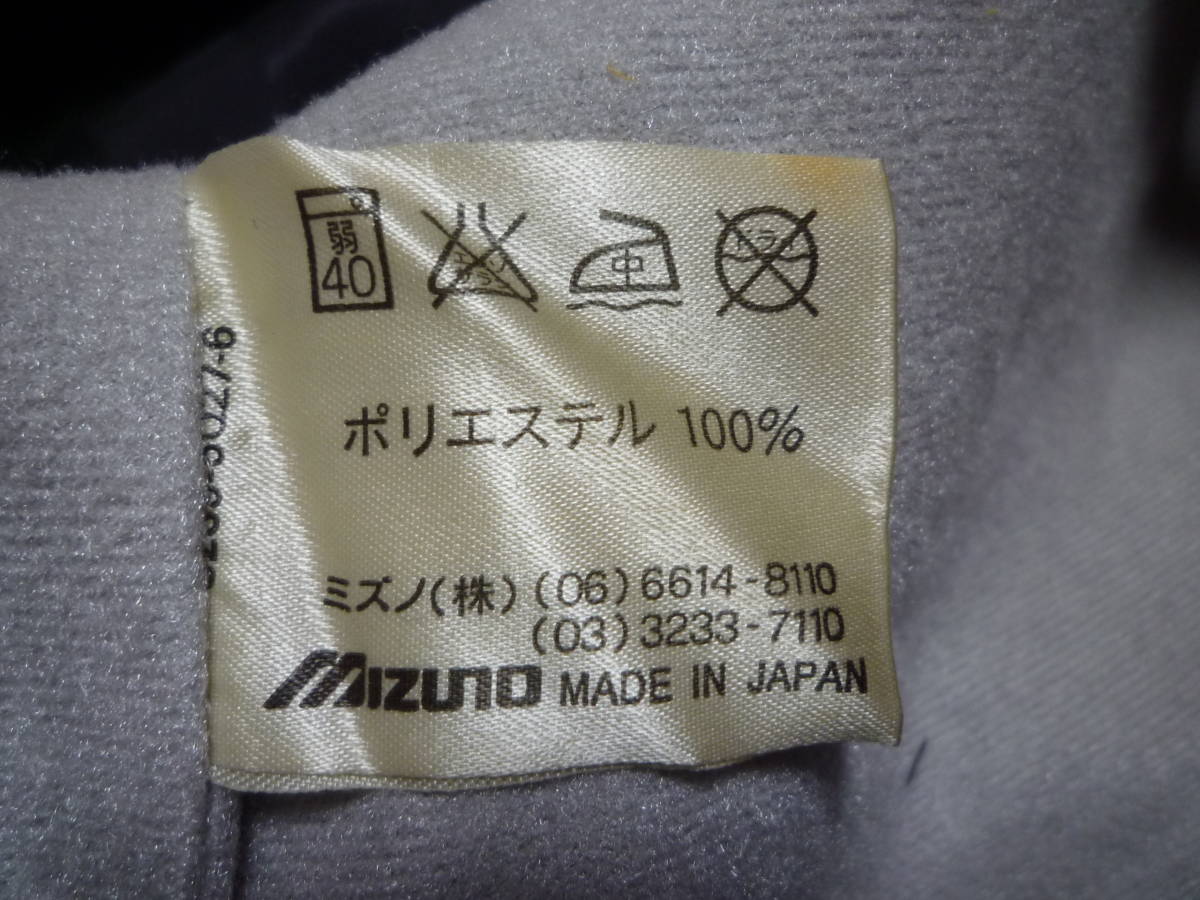 弱
40
中
ポリエステル 100%
ミズノ(株) (06) 6614-8110
(03) 3233-7110
MIZUNO MADE IN JAPAN